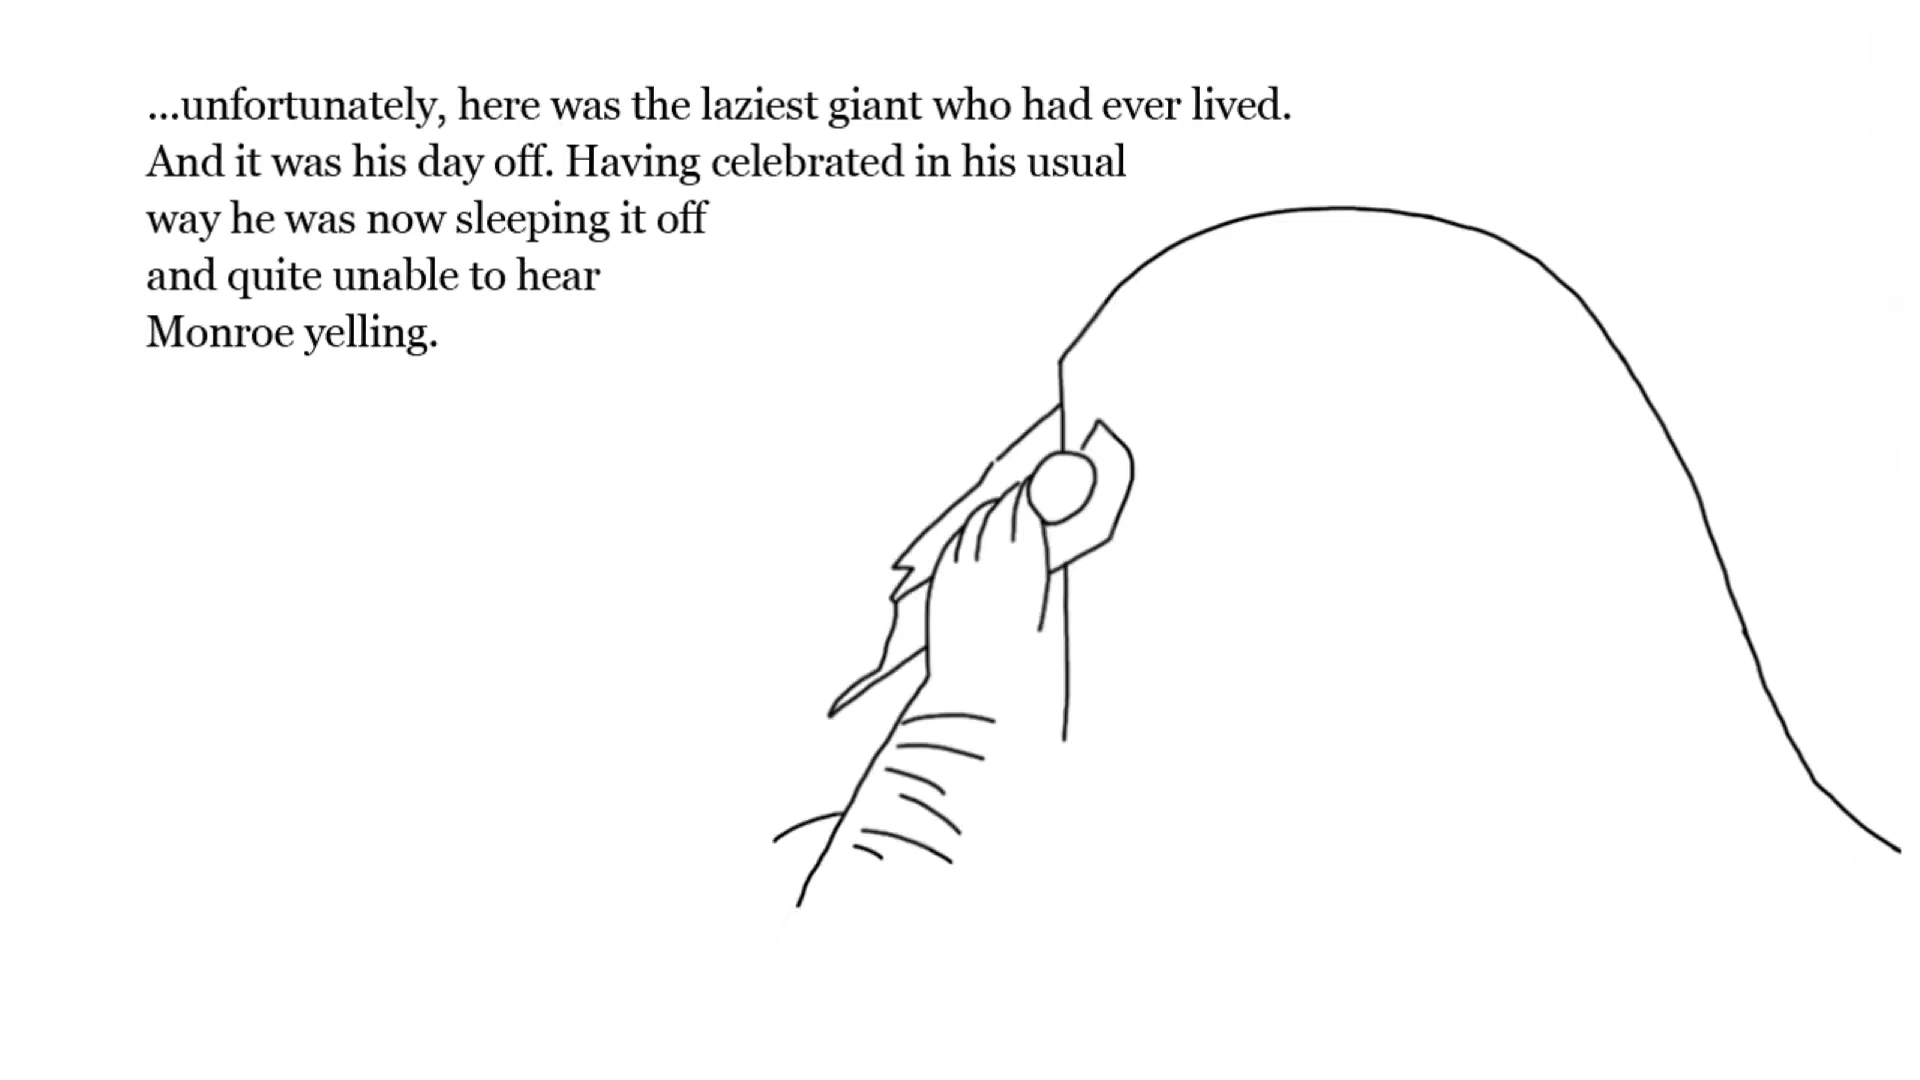 ...unfortunately, here was the laziest giant who had ever lived.
And it was his day off. Having celebrated in his usual
way he was now sleeping it off
and quite unable to hear
Monroe yelling.